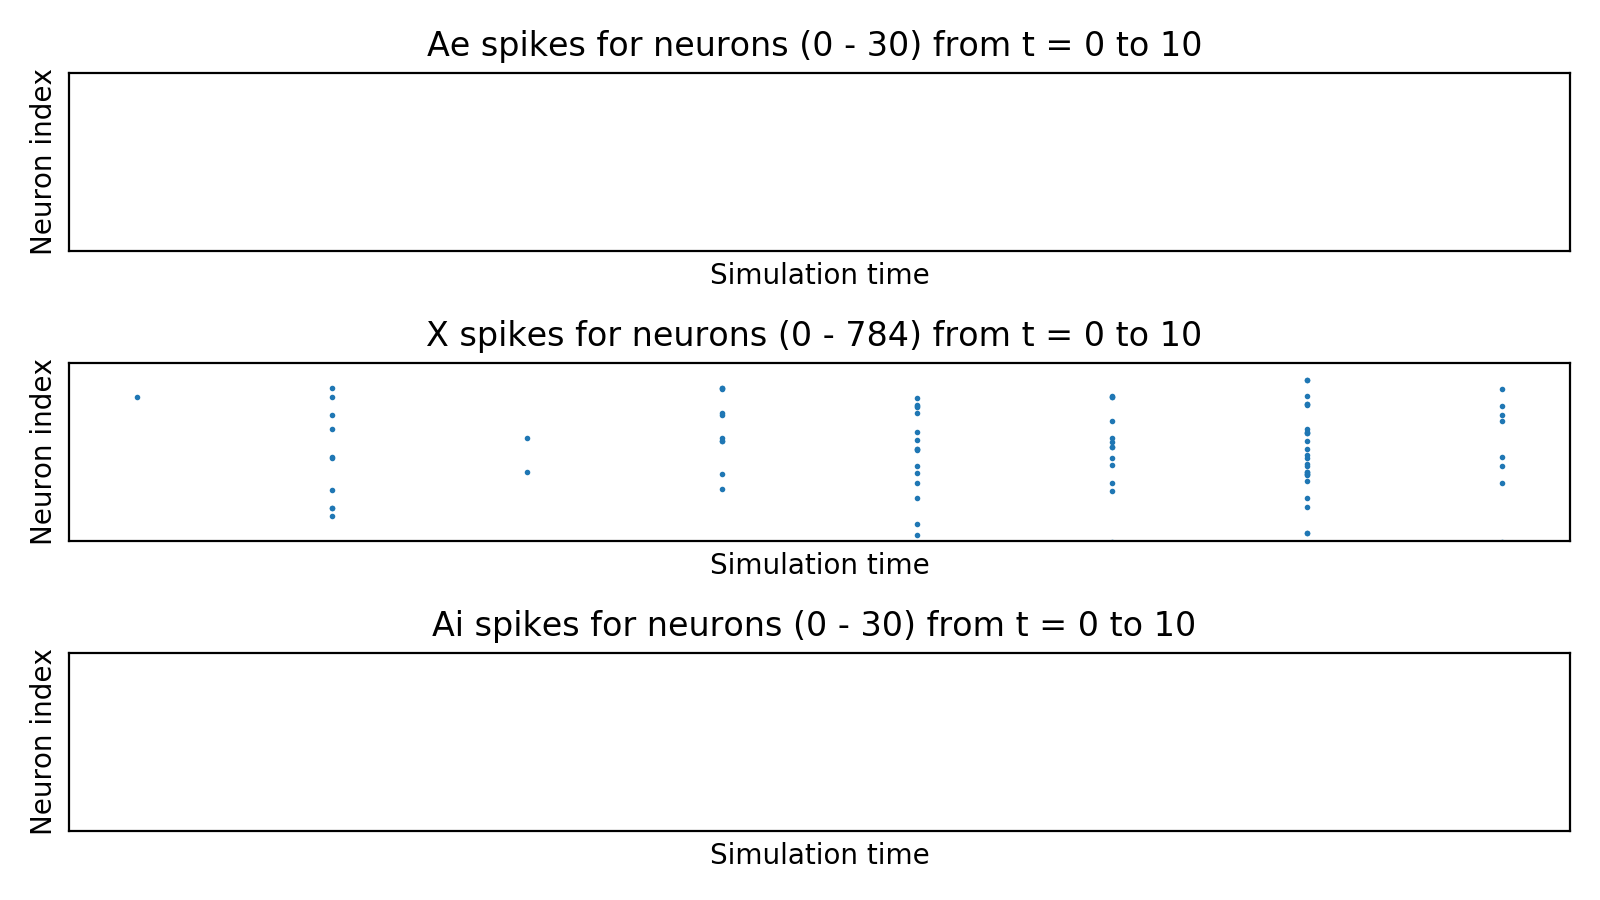 Ae spikes for neurons (0 - 30) from t = 0 to 10
Neuron index
Simulation time
X spikes for neurons (0 - 784) from t = 0 to 10
Neuron index
Simulation time
Ai spikes for neurons (0 - 30) from t = 0 to 10
Neuron index
Simulation time